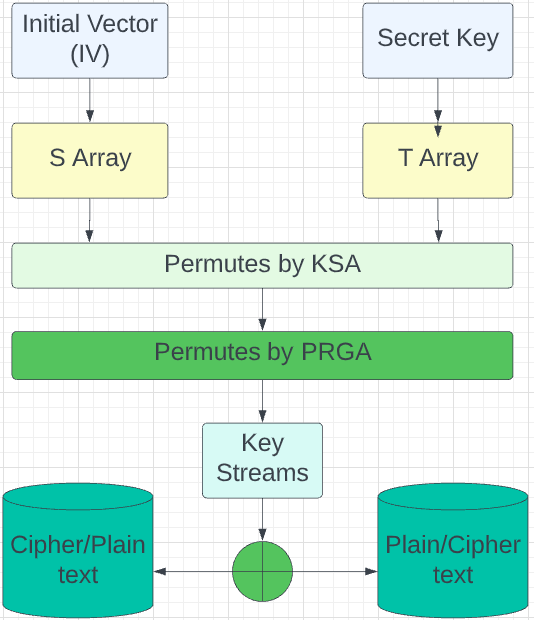 Initial Vector
(IV)
Secret Key
S Array
T Array
Permutes by KSA
Permutes by PRGA
Key
Streams
Cipher/Plain
text
Plain/Cipher
text